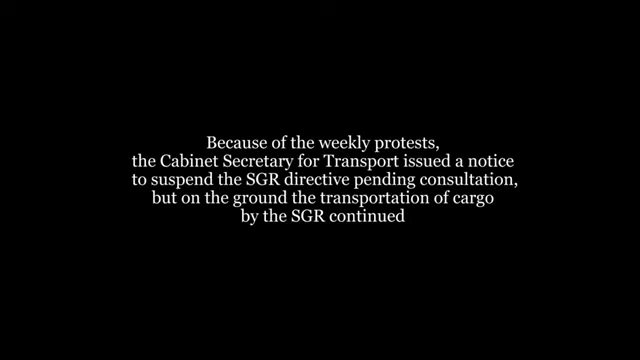 Because of the weekly protests,
the Cabinet Secretary for Transport issued a notice
to suspend the SGR directive pending consultation,
but on the ground the transportation of cargo
by the SGR continued